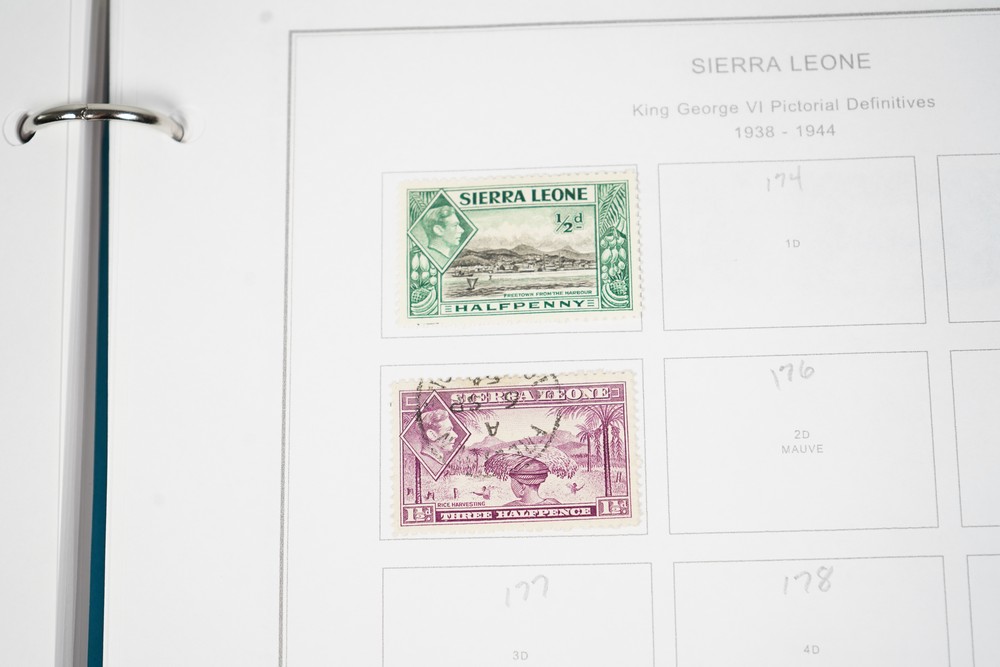 SIERRA LEONE
King George VI Pictorial Definitives
1938 - 1944
SIERRA LEONE
½d
FREETOWN FROM THE HARBOUR
HALFPENNY
174
1D
SIERRA LEONE
RICE HARVESTING
1½d THREE HALFPENCE 1½d
176
2D
MAUVE
177
3D
178
4D